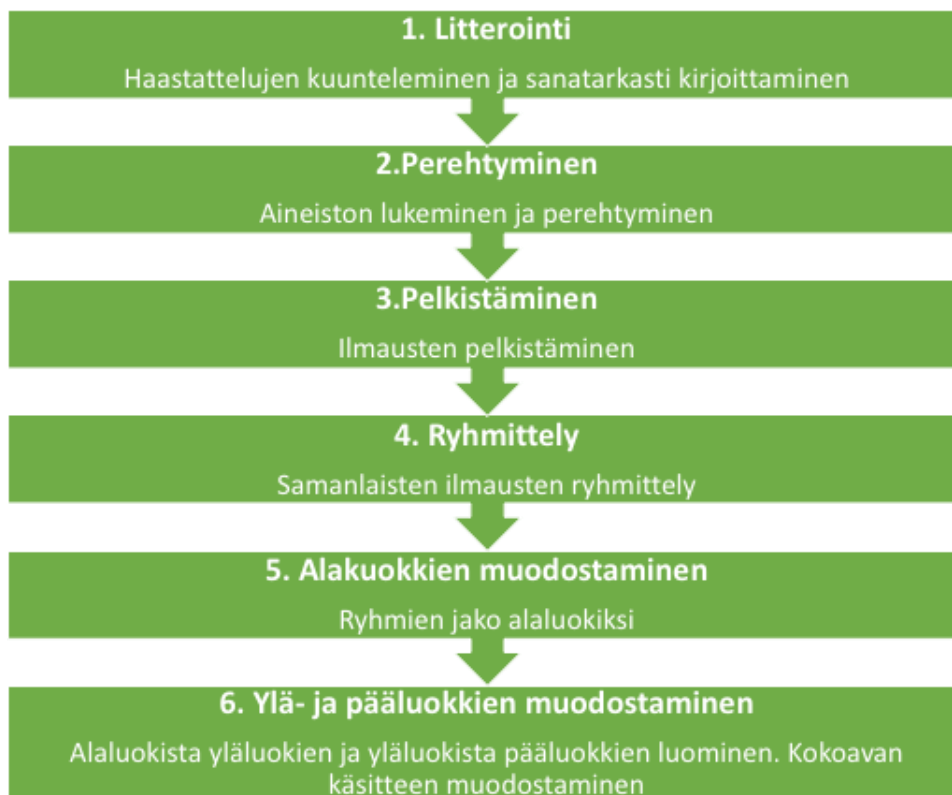 1. Litterointi
Haastattelujen kuunteleminen ja sanatarkasti kirjoittaminen
2.Perehtyminen
Aineiston lukeminen ja perehtyminen
3.Pelkistäminen
Ilmausten pelkistäminen
4. Ryhmittely
Samanlaisten ilmausten ryhmittely
5. Alakuokkien muodostaminen
Ryhmien jako alaluokiksi
6. Ylä- ja pääluokkien muodostaminen
Alaluokista yläluokien ja yläluokista pääluokkien luominen. Kokoavan
käsitteen muodostaminen